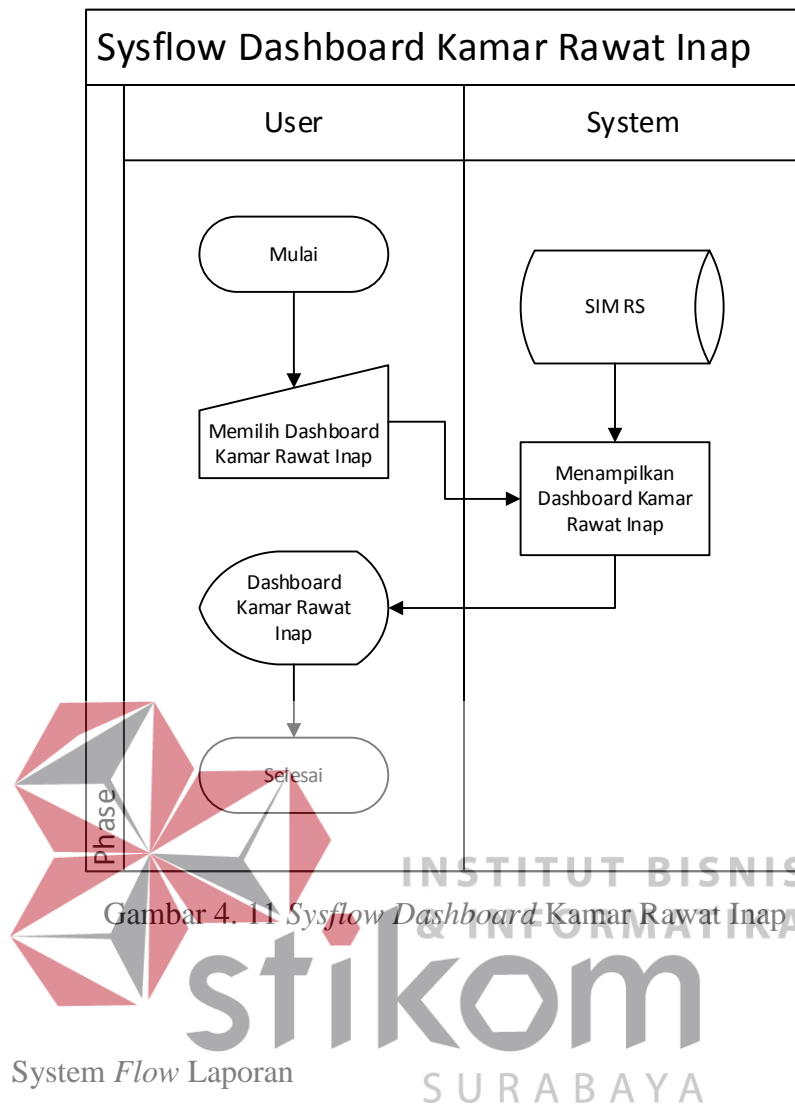 Sysflow Dashboard Kamar Rawat Inap
User
System
Mulai
SIM RS
Memilih Dashboard
Kamar Rawat Inap
Menampilkan
Dashboard Kamar
Rawat Inap
Dashboard
Kamar Rawat
Inap
Selesai
Phase
INSTITUT BISNIS
Gambar 4. 11 Sysflow Dashboard Kamar Rawat Inap
& INFORMATIKA
stikom
System Flow Laporan
SURABAYA